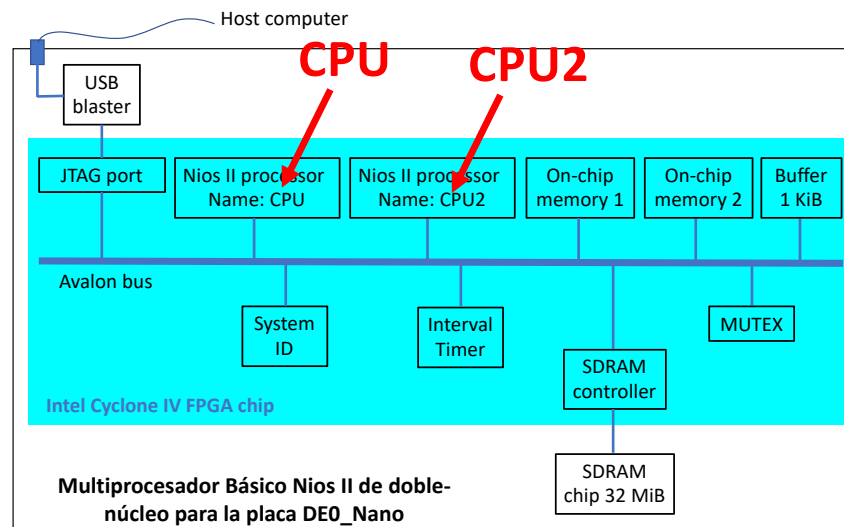 Host computer
CPU
CPU2
USB
blaster
JTAG port
Nios II processor
Name: CPU
Nios II processor
Name: CPU2
On-chip
memory 1
On-chip
memory 2
Buffer
1 KiB
Avalon bus
System
ID
Interval
Timer
MUTEX
SDRAM
controller
Intel Cyclone IV FPGA chip
SDRAM
chip 32 MiB
Multiprocesador Básico Nios II de doble-
núcleo para la placa DE0_Nano